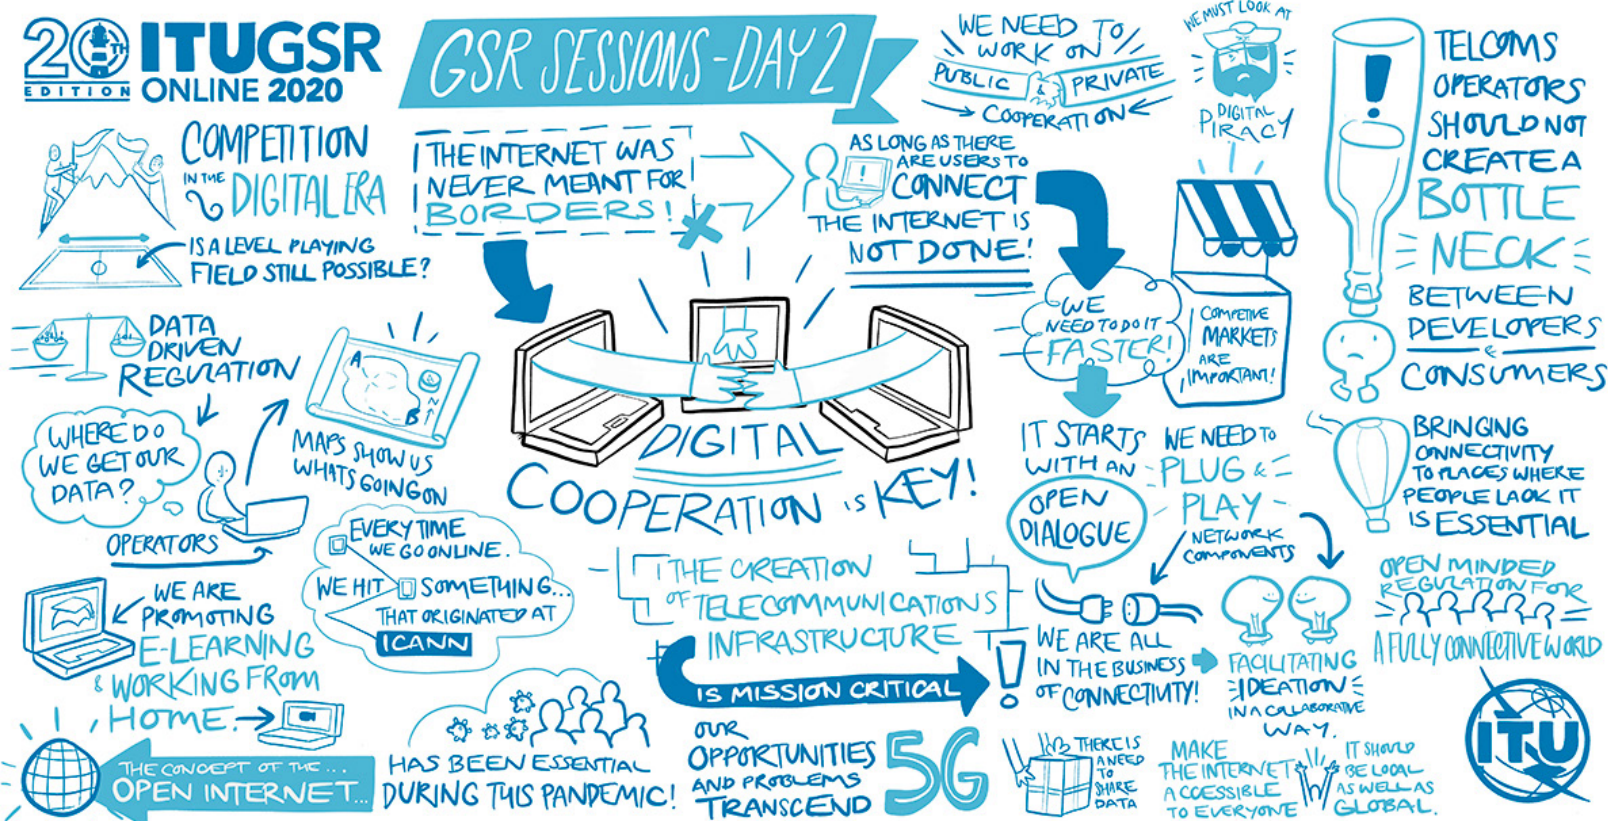 20TH EDITION
ITUGSR
ONLINE 2020
GSR SESSIONS - DAY 2
WE NEED TO
WORK ON
PUBLIC & PRIVATE
COOPERATION
WE MUST LOOK AT
DIGITAL
PIRACY
!
TELCOMS
OPERATORS
SHOULD NOT
CREATE A
BOTTLE
NECK
BETWEEN
DEVELOPERS
&
CONSUMERS
COMPETITION
IN THE
DIGITAL ERA
IS A LEVEL PLAYING
FIELD STILL POSSIBLE?
THE INTERNET WAS
NEVER MEANT FOR
BORDERS!
AS LONG AS THERE
ARE USERS TO
CONNECT
THE INTERNET IS
NOT DONE!
!
WE
NEED TO DO IT
FASTER!
COMPETIVE
MARKETS
ARE
IMPORTANT!
DATA
DRIVEN
REGULATION
WHERE DO
WE GET OUR
DATA?
OPERATORS
A
B
N
MAPS SHOW US
WHATS GOING ON
DIGITAL
COOPERATION IS KEY!
IT STARTS
WITH AN
OPEN
DIALOGUE
WE NEED TO
PLUG &
PLAY
NETWORK
COMPONENTS
BRINGING
CONNECTIVITY
TO PLACES WHERE
PEOPLE LACK IT
IS ESSENTIAL
EVERYTIME
WE GO ONLINE.
WE HIT SOMETHING...
THAT ORIGINATED AT
ICANN
WE ARE
PROMOTING
E-LEARNING
& WORKING FROM
HOME.
THE CREATION
OF TELECOMMUNICATIONS
INFRASTRUCTURE
IS MISSION CRITICAL
!
WE ARE ALL
IN THE BUSINESS
OF CONNECTIVITY!
FACILITATING
IDEATION
IN A COLLABORATIVE
WAY.
OPEN MINDED
REGULATION FOR
A FULLY CONNECTIVE WORLD
THE CONCEPT OF THE...
OPEN INTERNET...
HAS BEEN ESSENTIAL
DURING THIS PANDEMIC!
OUR
OPPORTUNITIES
AND PROBLEMS
TRANSCEND
5G
THERE IS
A NEED
TO
SHARE
DATA
MAKE
THE INTERNET
ACCESSIBLE
TO EVERYONE
IT SHOULD
BE LOCAL
AS WELL AS
GLOBAL.
ITU